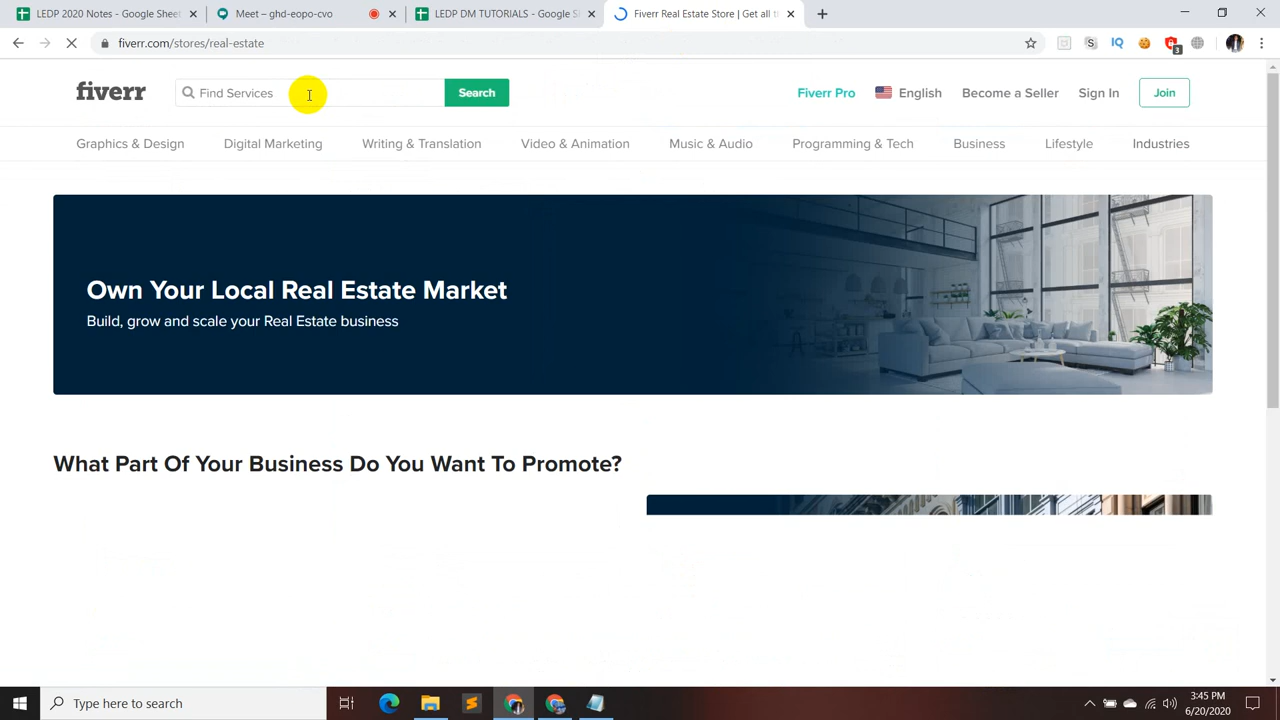 LEDP 2020 Notes - Google Sheet
Meet – ghd-eopo-cvo
LEDP DM TUTORIALS - Google S
Fiverr Real Estate Store | Get all t
fiverr.com/stores/real-estate
3
fiverr
Find Services
Search
Fiverr Pro
English
Become a Seller
Sign In
Join
Graphics & Design
Digital Marketing
Writing & Translation
Video & Animation
Music & Audio
Programming & Tech
Business
Lifestyle
Industries
Own Your Local Real Estate Market
Build, grow and scale your Real Estate business
What Part Of Your Business Do You Want To Promote?
Type here to search
3:45 PM
6/20/2020